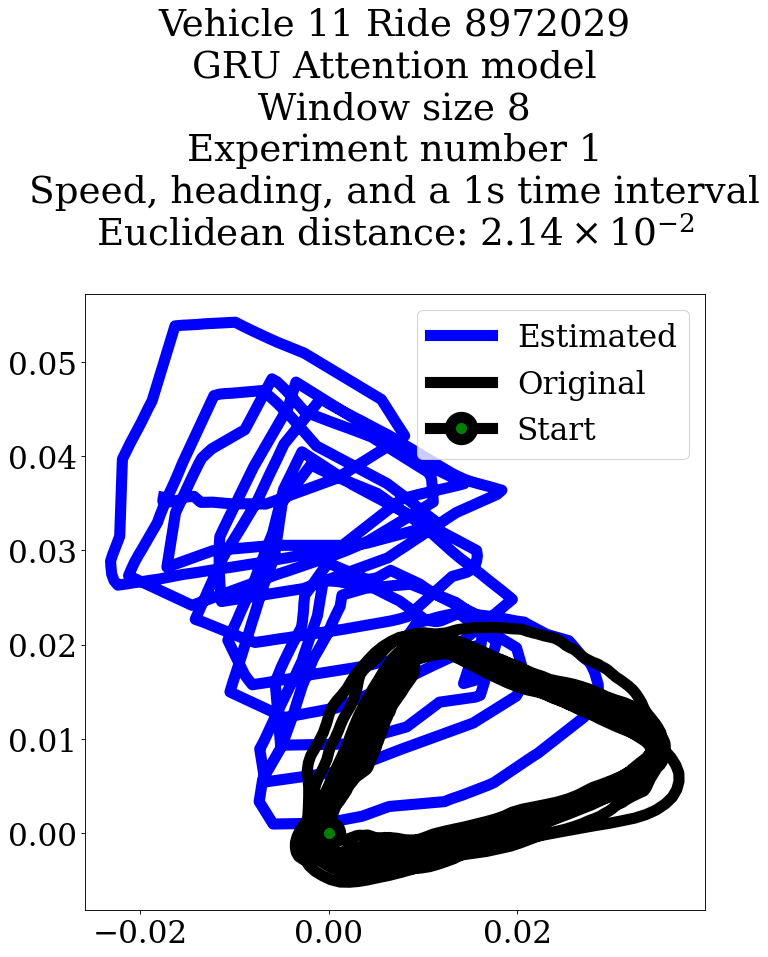 Vehicle 11 Ride 8972029
GRU Attention model
Window size 8
Experiment number 1
Speed, heading, and a 1s time interval
Euclidean distance: 2.14 × 10⁻²
Estimated
Original
Start
0.05
0.04
0.03
0.02
0.01
0.00
−0.02 0.00 0.02